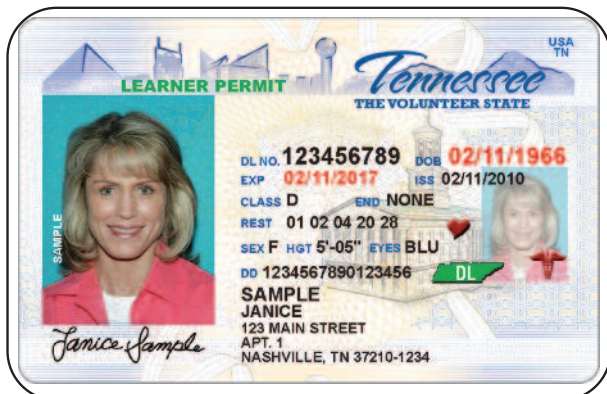 USA
TN
LEARNER PERMIT
Tennessee
THE VOLUNTEER STATE
DL NO. 123456789 DOB 02/11/1966
EXP 02/11/2017 ISS 02/11/2010
CLASS D END NONE
REST 01 02 04 20 28
SEX F HGT 5'-05" EYES BLU
DD 1234567890123456 DL
SAMPLE
JANICE
123 MAIN STREET
APT. 1
NASHVILLE, TN 37210-1234
SAMPLE
Janice Sample